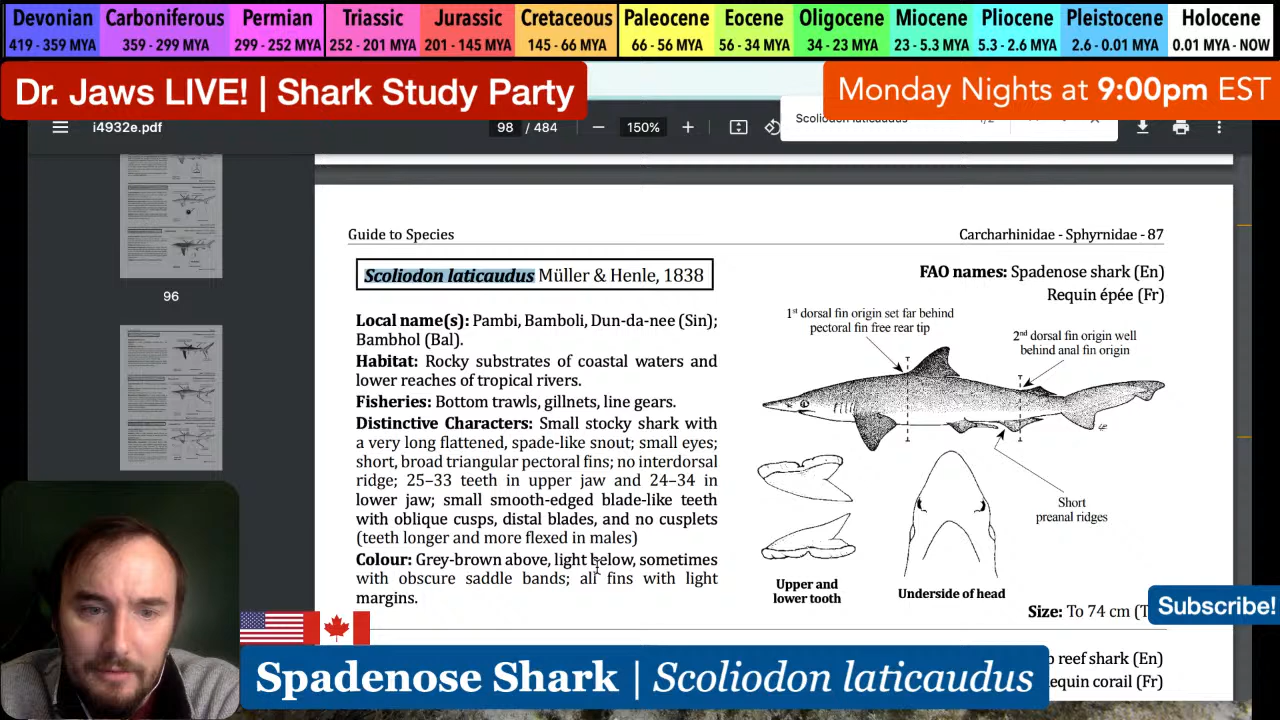 Devonian Carboniferous Permian Triassic Jurassic Cretaceous Paleocene Eocene Oligocene Miocene Pliocene Pleistocene Holocene
419 - 359 MYA 359 - 299 MYA 299 - 252 MYA 252 - 201 MYA 201 - 145 MYA 145 - 66 MYA 66 - 56 MYA 56 - 34 MYA 34 - 23 MYA 23 - 5.3 MYA 5.3 - 2.6 MYA 2.6 - 0.01 MYA 0.01 MYA - NOW
Dr. Jaws LIVE! | Shark Study Party
Monday Nights at 9:00pm EST
i4932e.pdf
98 / 484
150%
Scoliodon laticaudus
96
Guide to Species
Carcharhinidae - Sphyrnidae - 87
Scoliodon laticaudus Müller & Henle, 1838
FAO names: Spadenose shark (En)
Requin épée (Fr)
Local name(s): Pambi, Bamboli, Dun-da-nee (Sin);
Bambhol (Bal).
Habitat: Rocky substrates of coastal waters and
lower reaches of tropical rivers.
Fisheries: Bottom trawls, gillnets, line gears.
Distinctive Characters: Small stocky shark with
a very long flattened, spade-like snout; small eyes;
short, broad triangular pectoral fins; no interdorsal
ridge; 25–33 teeth in upper jaw and 24–34 in
lower jaw; small smooth-edged blade-like teeth
with oblique cusps, distal blades, and no cusplets
(teeth longer and more flexed in males)
Colour: Grey-brown above, light below, sometimes
with obscure saddle bands; all fins with light
margins.
1st dorsal fin origin set far behind
pectoral fin free rear tip
2nd dorsal fin origin well
behind anal fin origin
Short
preanal ridges
Upper and
lower tooth
Underside of head
Size: To 74 cm (T
Subscribe!
reef shark (En)
equin corail (Fr)
Spadenose Shark | Scoliodon laticaudus